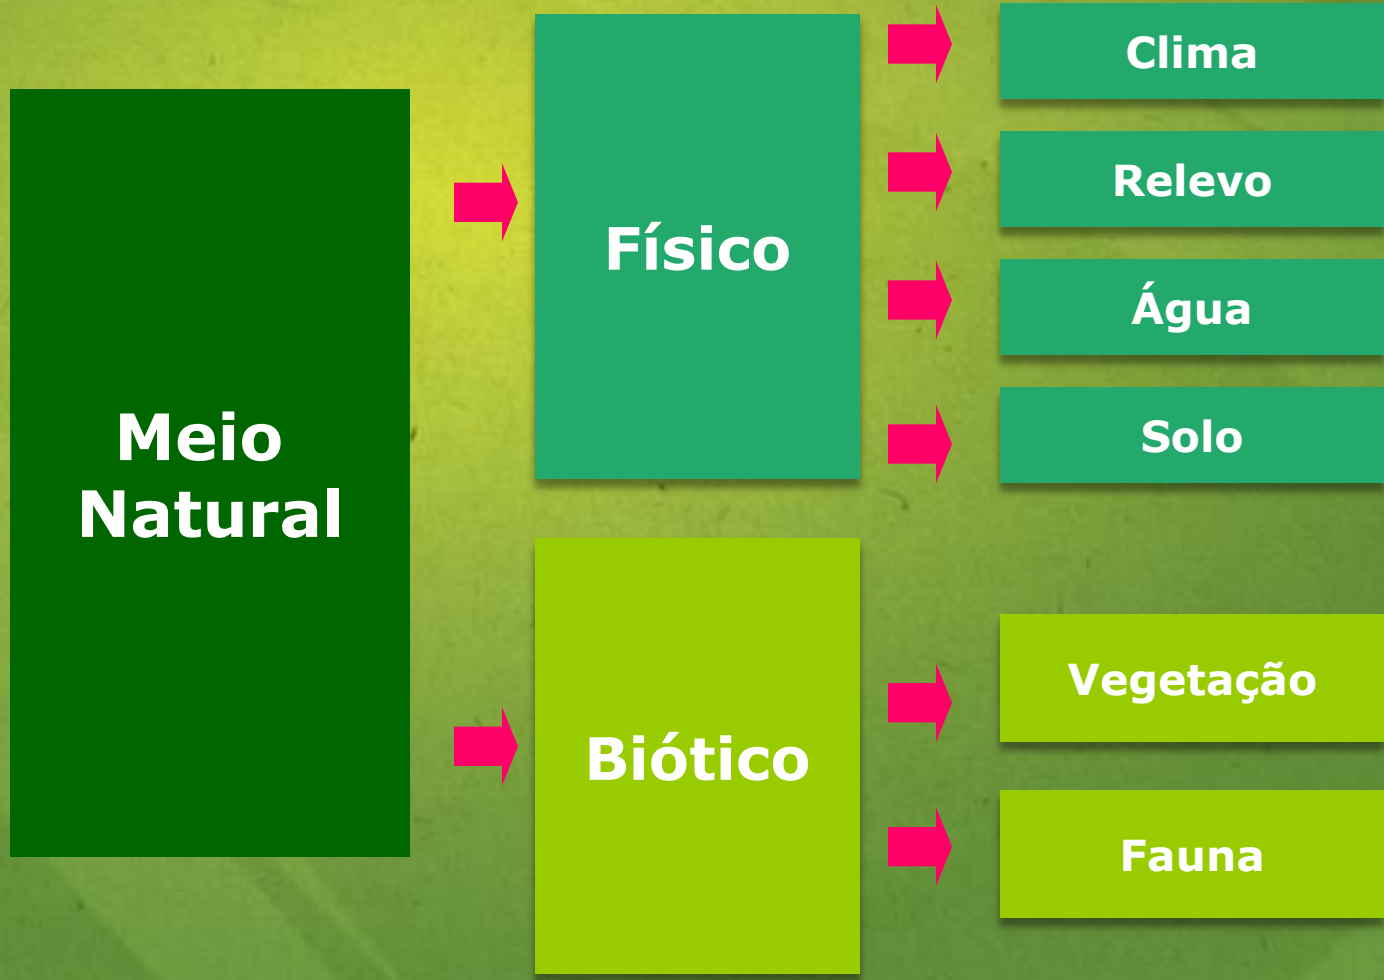 Meio
Natural
Físico
Clima
Relevo
Água
Solo
Biótico
Vegetação
Fauna